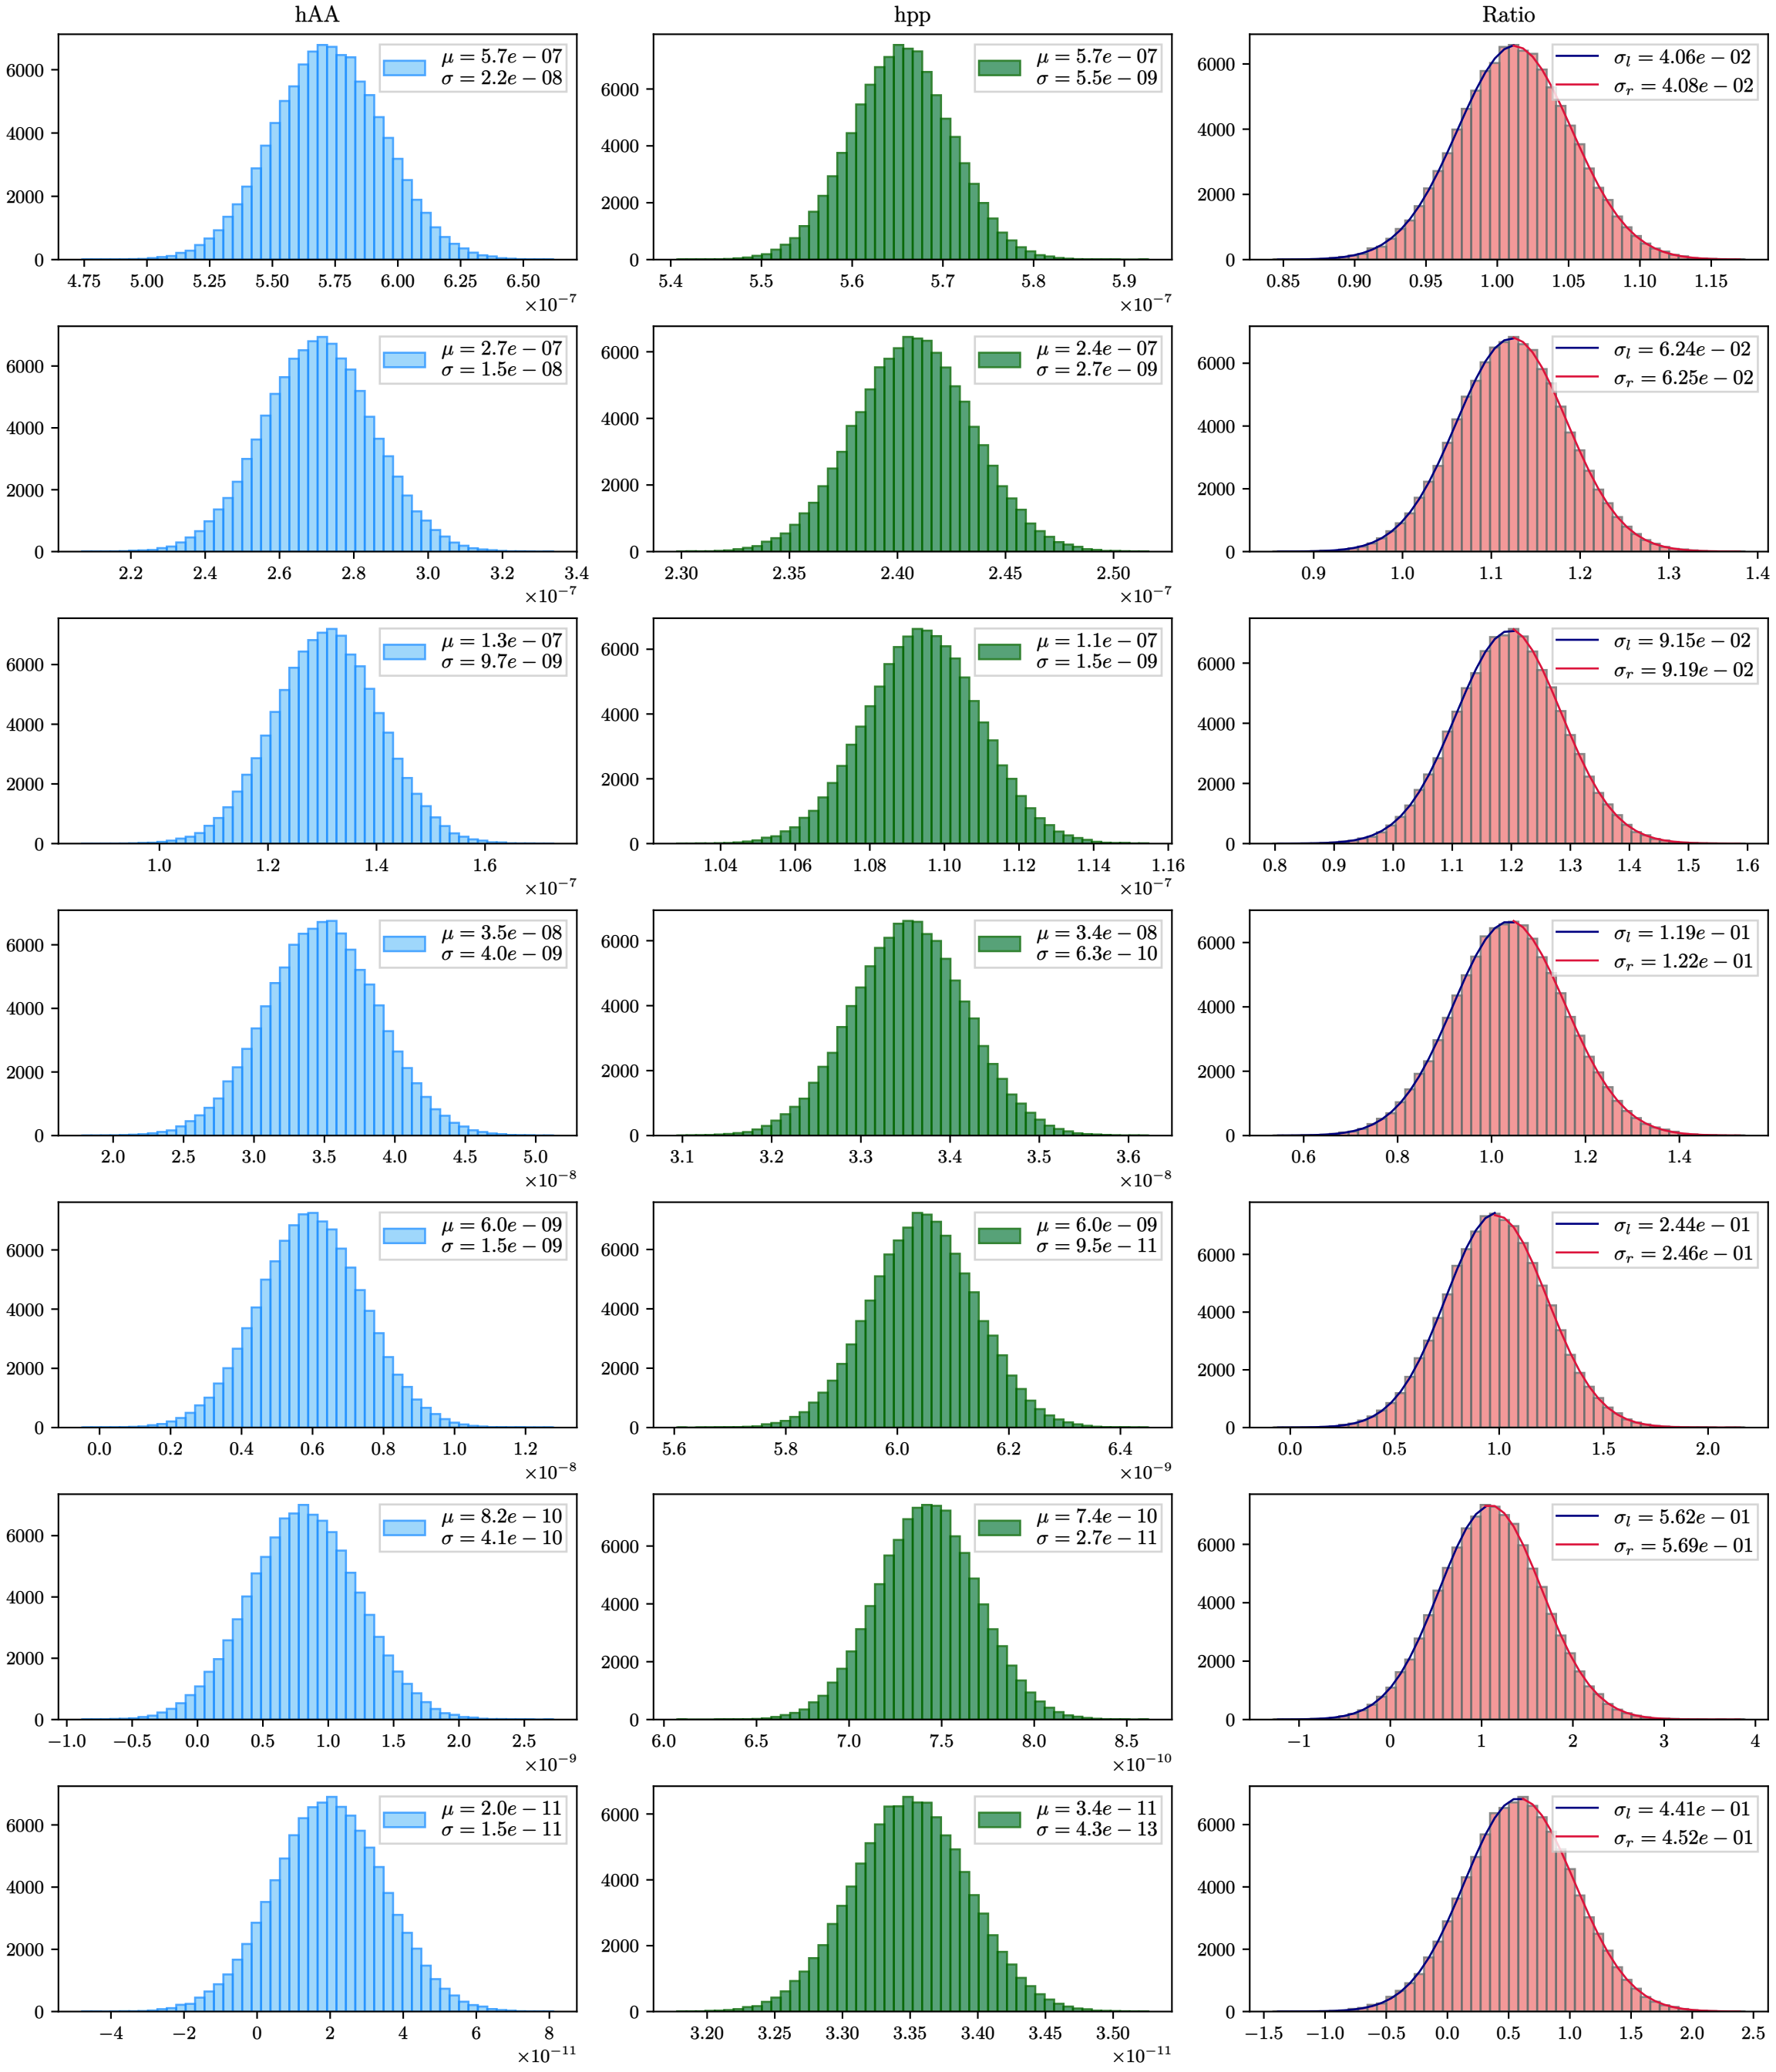 hAA
hpp
Ratio
μ = 5.7e − 07
σ = 2.2e − 08
6000
4000
2000
0
4.75 5.00 5.25 5.50 5.75 6.00 6.25 6.50
×10⁻⁷
μ = 5.7e − 07
σ = 5.5e − 09
6000
4000
2000
0
5.4 5.5 5.6 5.7 5.8 5.9
×10⁻⁷
σₗ = 4.06e − 02
σᵣ = 4.08e − 02
6000
4000
2000
0
0.85 0.90 0.95 1.00 1.05 1.10 1.15
μ = 2.7e − 07
σ = 1.5e − 08
6000
4000
2000
0
2.2 2.4 2.6 2.8 3.0 3.2 3.4
×10⁻⁷
μ = 2.4e − 07
σ = 2.7e − 09
6000
4000
2000
0
2.30 2.35 2.40 2.45 2.50
×10⁻⁷
σₗ = 6.24e − 02
σᵣ = 6.25e − 02
6000
4000
2000
0
0.9 1.0 1.1 1.2 1.3 1.4
μ = 1.3e − 07
σ = 9.7e − 09
6000
4000
2000
0
1.0 1.2 1.4 1.6
×10⁻⁷
μ = 1.1e − 07
σ = 1.5e − 09
6000
4000
2000
0
1.04 1.06 1.08 1.10 1.12 1.14 1.16
×10⁻⁷
σₗ = 9.15e − 02
σᵣ = 9.19e − 02
6000
4000
2000
0
0.8 0.9 1.0 1.1 1.2 1.3 1.4 1.5 1.6
μ = 3.5e − 08
σ = 4.0e − 09
6000
4000
2000
0
2.0 2.5 3.0 3.5 4.0 4.5 5.0
×10⁻⁸
μ = 3.4e − 08
σ = 6.3e − 10
6000
4000
2000
0
3.1 3.2 3.3 3.4 3.5 3.6
×10⁻⁸
σₗ = 1.19e − 01
σᵣ = 1.22e − 01
6000
4000
2000
0
0.6 0.8 1.0 1.2 1.4
μ = 6.0e − 09
σ = 1.5e − 09
6000
4000
2000
0
0.0 0.2 0.4 0.6 0.8 1.0 1.2
×10⁻⁸
μ = 6.0e − 09
σ = 9.5e − 11
6000
4000
2000
0
5.6 5.8 6.0 6.2 6.4
×10⁻⁹
σₗ = 2.44e − 01
σᵣ = 2.46e − 01
6000
4000
2000
0
0.0 0.5 1.0 1.5 2.0
μ = 8.2e − 10
σ = 4.1e − 10
6000
4000
2000
0
−1.0 −0.5 0.0 0.5 1.0 1.5 2.0 2.5
×10⁻⁹
μ = 7.4e − 10
σ = 2.7e − 11
6000
4000
2000
0
6.0 6.5 7.0 7.5 8.0 8.5
×10⁻¹⁰
σₗ = 5.62e − 01
σᵣ = 5.69e − 01
6000
4000
2000
0
−1 0 1 2 3 4
μ = 2.0e − 11
σ = 1.5e − 11
6000
4000
2000
0
−4 −2 0 2 4 6 8
×10⁻¹¹
μ = 3.4e − 11
σ = 4.3e − 13
6000
4000
2000
0
3.20 3.25 3.30 3.35 3.40 3.45 3.50
×10⁻¹¹
σₗ = 4.41e − 01
σᵣ = 4.52e − 01
6000
4000
2000
0
−1.5 −1.0 −0.5 0.0 0.5 1.0 1.5 2.0 2.5